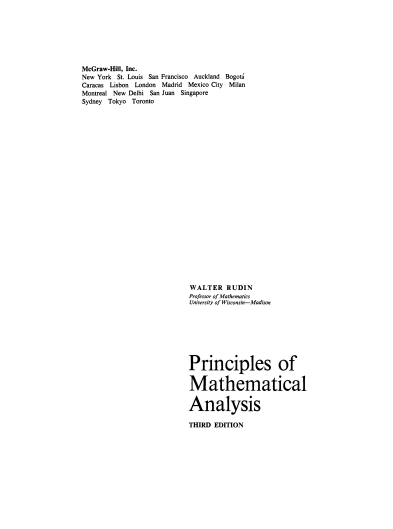 McGraw-Hill, Inc.
New York St. Louis San Francisco Auckland Bogotá
Caracas Lisbon London Madrid Mexico City Milan
Montreal New Delhi San Juan Singapore
Sydney Tokyo Toronto
WALTER RUDIN
Professor of Mathematics
University of Wisconsin—Madison
Principles of
Mathematical
Analysis
THIRD EDITION